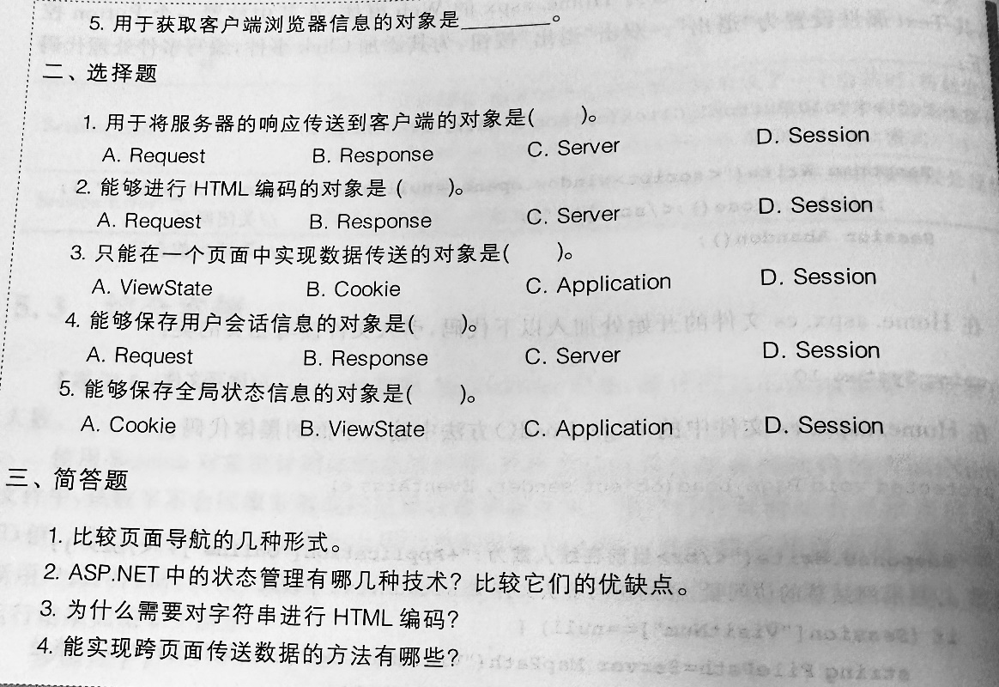 5. 用于获取客户端浏览器信息的对象是________。
二、选择题
1. 用于将服务器的响应传送到客户端的对象是(  )。
A. Request B. Response C. Server D. Session
2. 能够进行 HTML 编码的对象是 (  )。
A. Request B. Response C. Server D. Session
3. 只能在一个页面中实现数据传送的对象是(  )。
A. ViewState B. Cookie C. Application D. Session
4. 能够保存用户会话信息的对象是(  )。
A. Request B. Response C. Server D. Session
5. 能够保存全局状态信息的对象是(  )。
A. Cookie B. ViewState C. Application D. Session
三、简答题
1. 比较页面导航的几种形式。
2. ASP.NET 中的状态管理有哪几种技术？比较它们的优缺点。
3. 为什么需要对字符串进行 HTML 编码？
4. 能实现跨页面传送数据的方法有哪些？